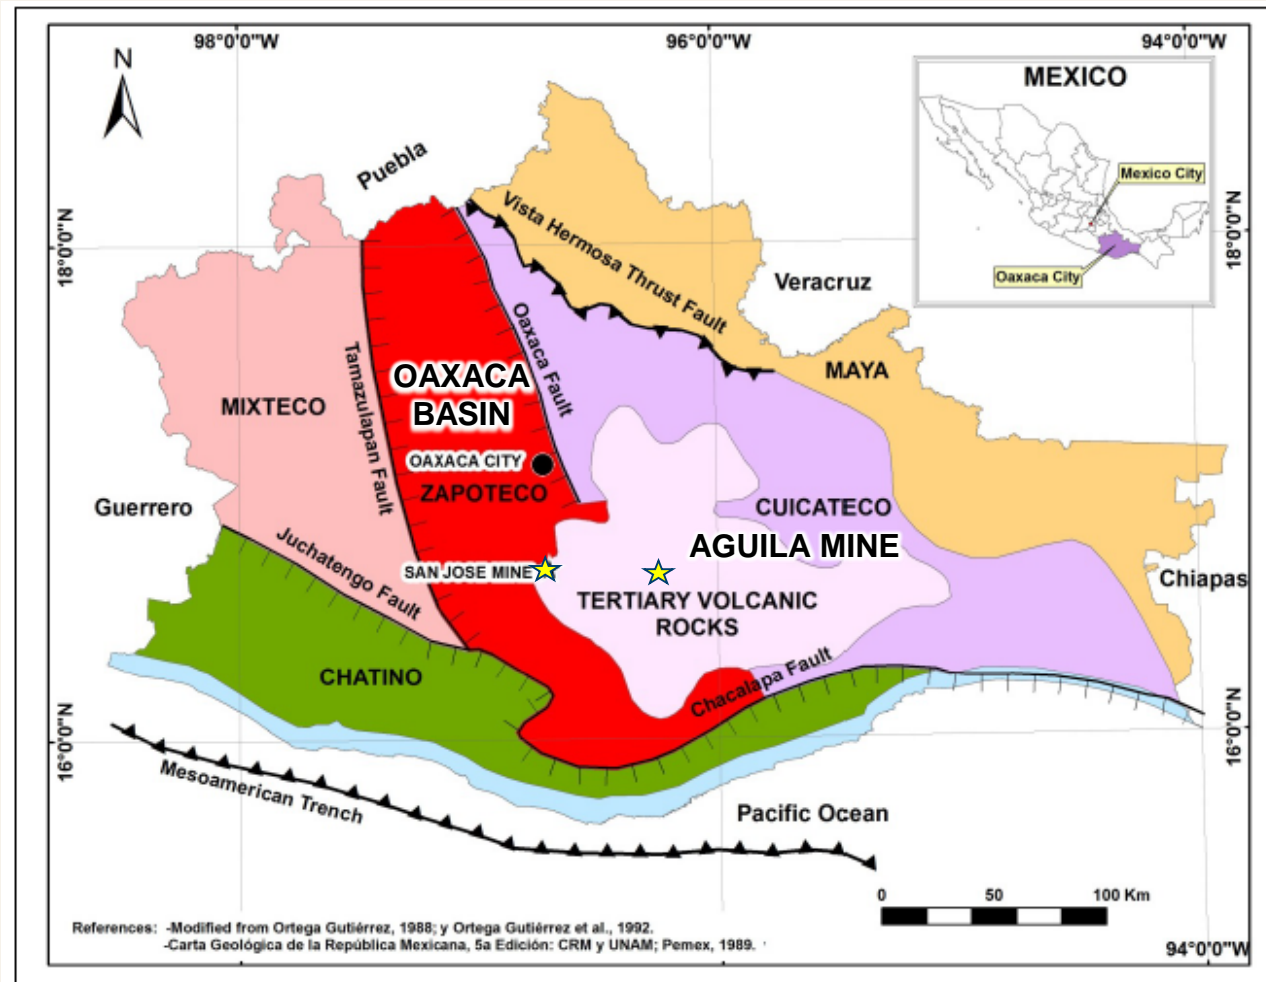 98°0'0"W
96°0'0"W
94°0'0"W
N
MEXICO
Mexico City
Oaxaca City
Puebla
18°0'0"N
18°0'0"N
Vista Hermosa Thrust Fault
Veracruz
Oaxaca Fault
Tamazulapan Fault
OAXACA
BASIN
MAYA
MIXTECO
OAXACA CITY
ZAPOTECO
CUICATECO
Guerrero
AGUILA MINE
Juchatengo Fault
SAN JOSE MINE
Chiapas
TERTIARY VOLCANIC
ROCKS
CHATINO
Chacalapa Fault
16°0'0"N
16°0'0"N
Mesoamerican Trench
Pacific Ocean
0 50 100 Km
References: -Modified from Ortega Gutiérrez, 1988; y Ortega Gutiérrez et al., 1992.
-Carta Geológica de la República Mexicana, 5a Edición: CRM y UNAM; Pemex, 1989.
94°0'0"W